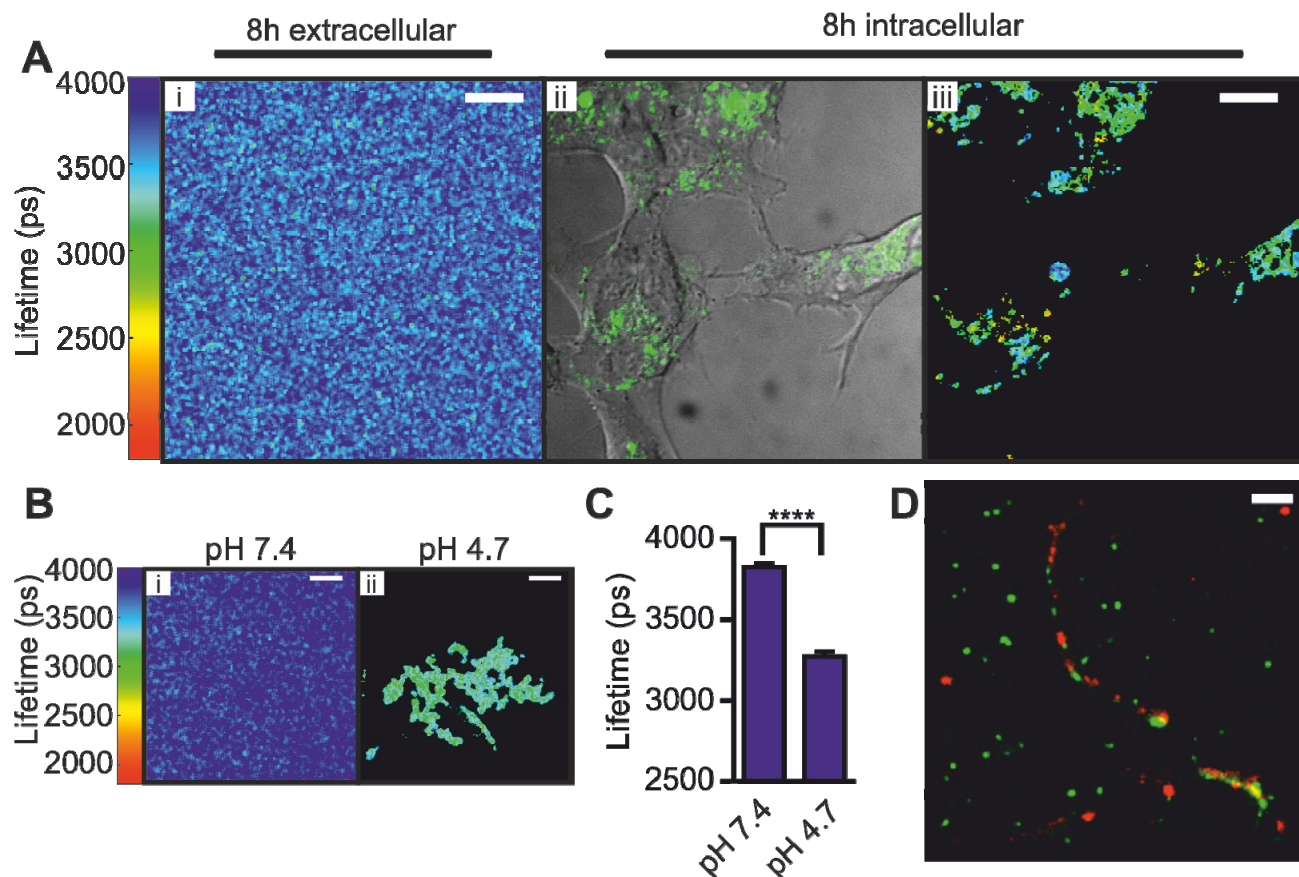 8h extracellular
8h intracellular
A
i
ii
iii
4000
3500
3000
2500
2000
Lifetime (ps)
B
pH 7.4
pH 4.7
i
ii
4000
3500
3000
2500
2000
Lifetime (ps)
C
****
4000
3500
3000
2500
Lifetime (ps)
pH 7.4
pH 4.7
D